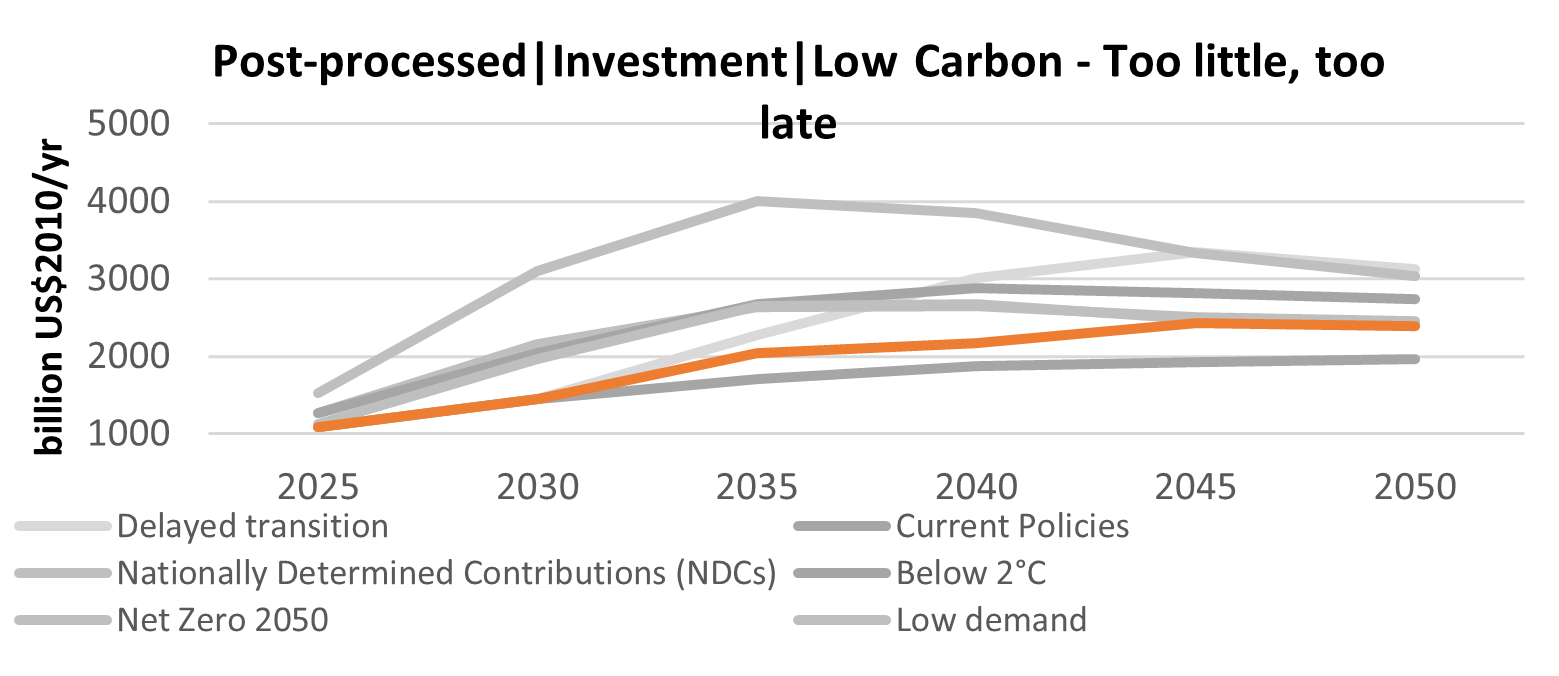 Post-processed|Investment|Low Carbon - Too little, too
late
billion US$2010/yr
5000
4000
3000
2000
1000
2025 2030 2035 2040 2045 2050
Delayed transition Current Policies
Nationally Determined Contributions (NDCs) Below 2°C
Net Zero 2050 Low demand